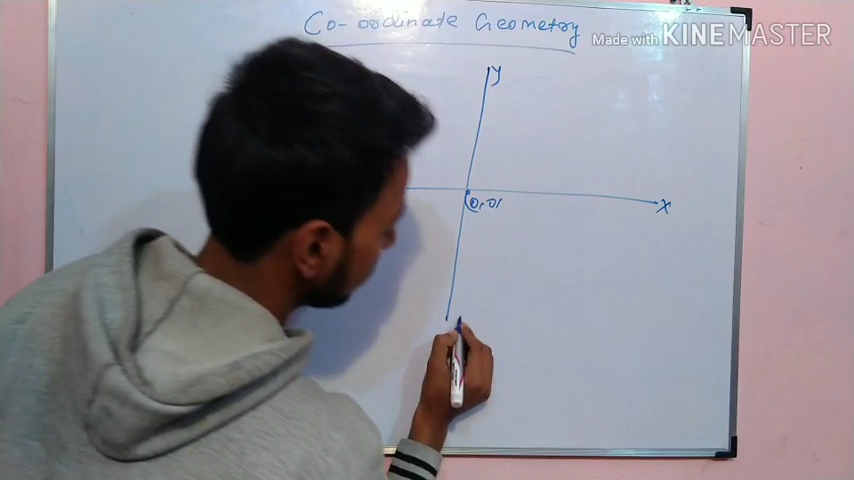 Co-ordinate Geometry
Made with KINEMASTER
y
(0,0)
x